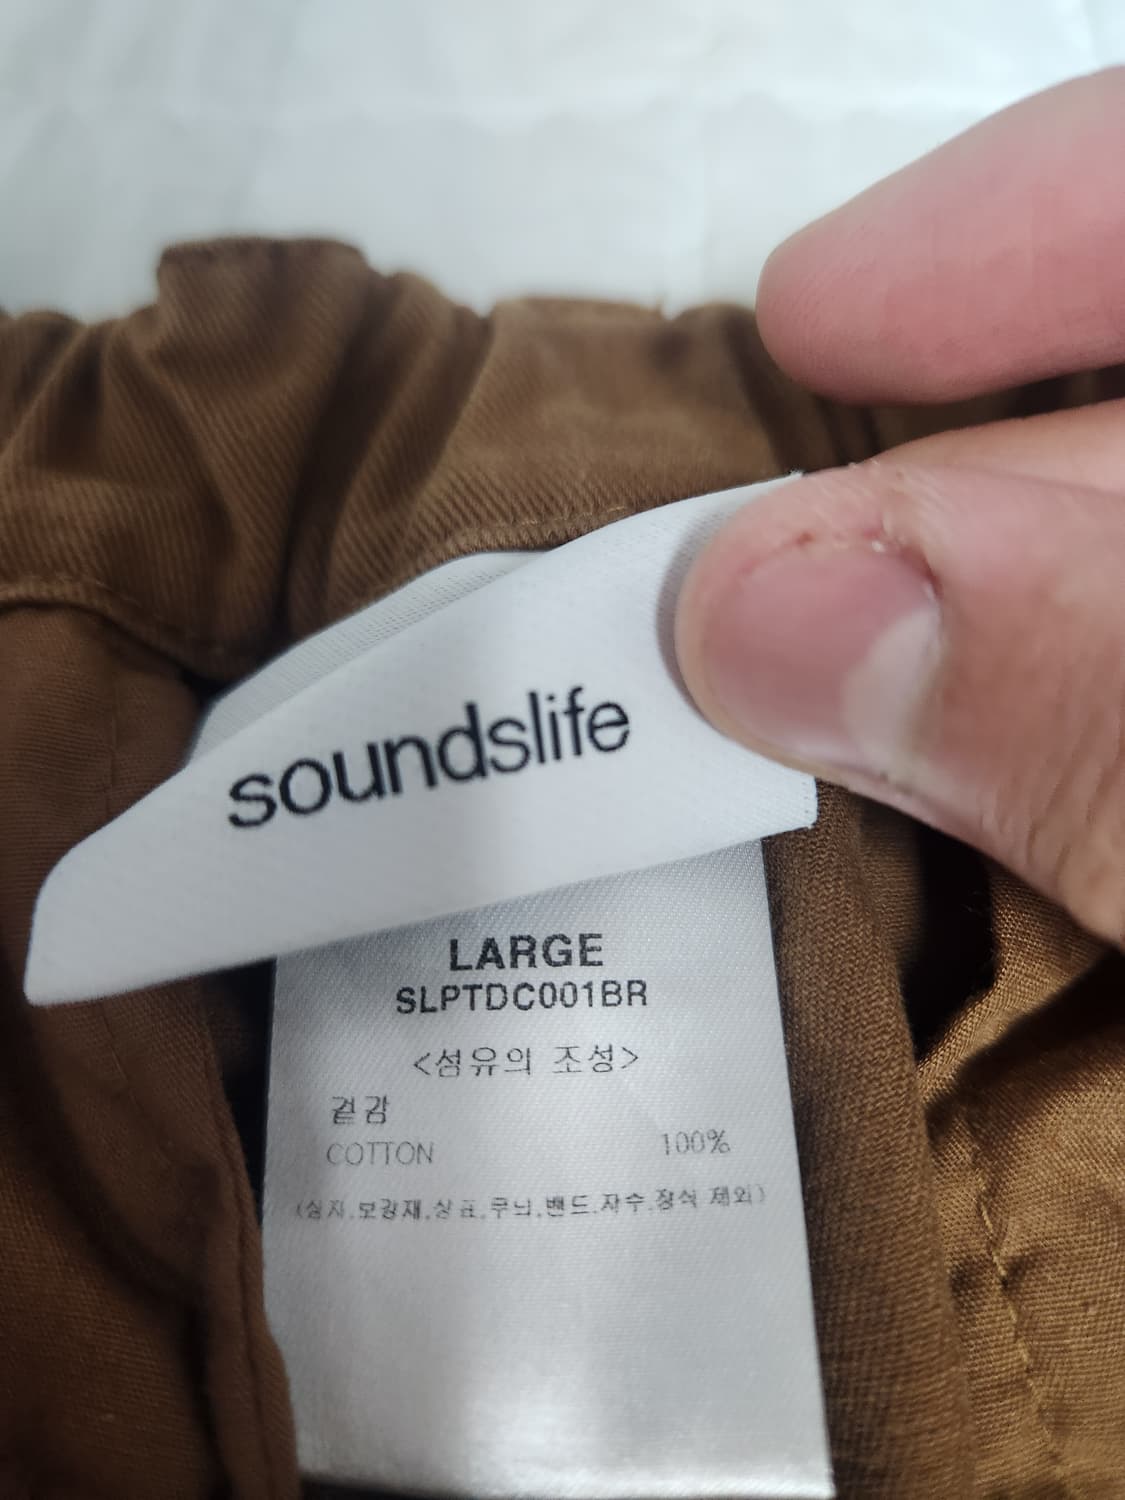 soundslife
LARGE
SLPTDC001BR
<섬유의 조성>
겉감
COTTON 100%
(심지.보강재.상표.무늬.밴드.자수.장식 제외)